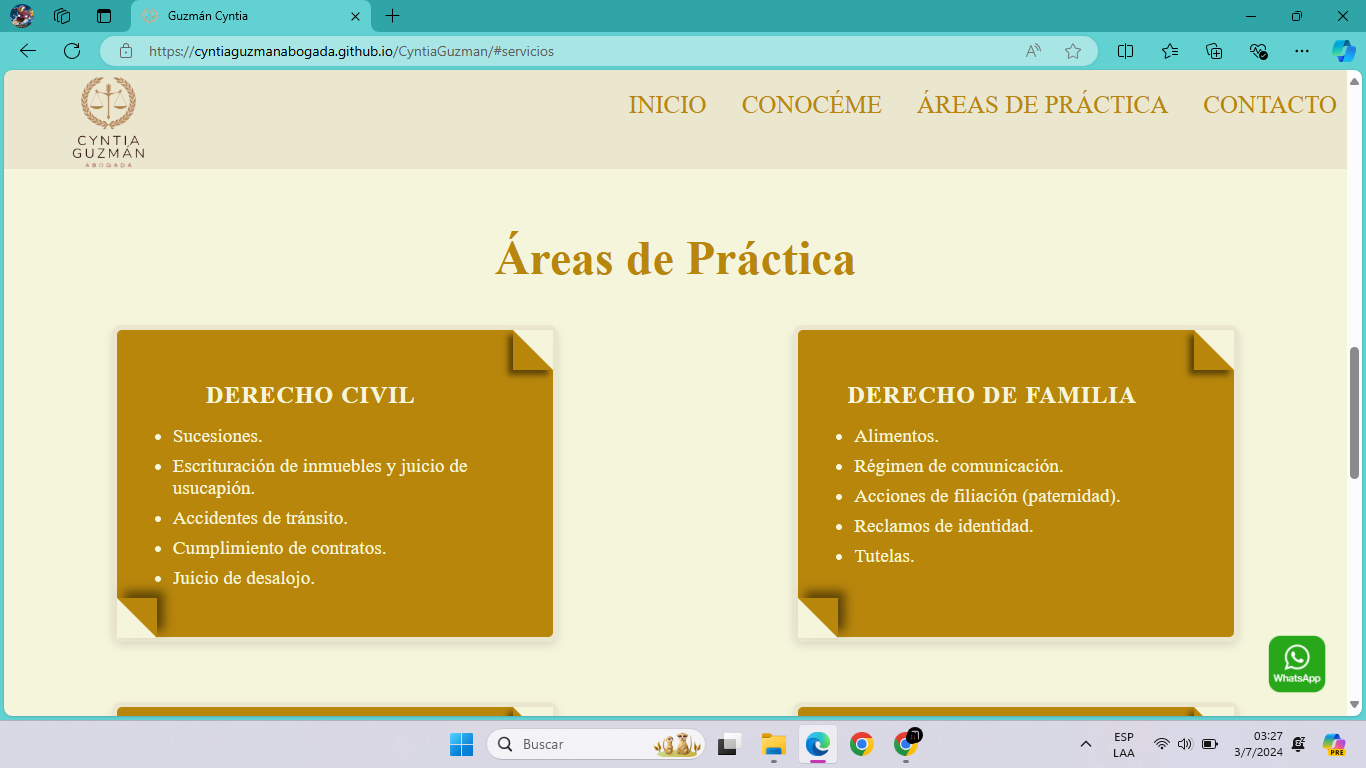 Guzmán Cyntia
https://cyntiaguzmanabogada.github.io/CyntiaGuzman/#servicios
CYNTIA
GUZMÁN
ABOGADA
INICIO CONOCÉME ÁREAS DE PRÁCTICA CONTACTO
Áreas de Práctica
DERECHO CIVIL
Sucesiones.
Escrituración de inmuebles y juicio de
usucapión.
Accidentes de tránsito.
Cumplimiento de contratos.
Juicio de desalojo.
DERECHO DE FAMILIA
Alimentos.
Régimen de comunicación.
Acciones de filiación (paternidad).
Reclamos de identidad.
Tutelas.
WhatsApp
Buscar
ESP
LAA
03:27
3/7/2024
PRE